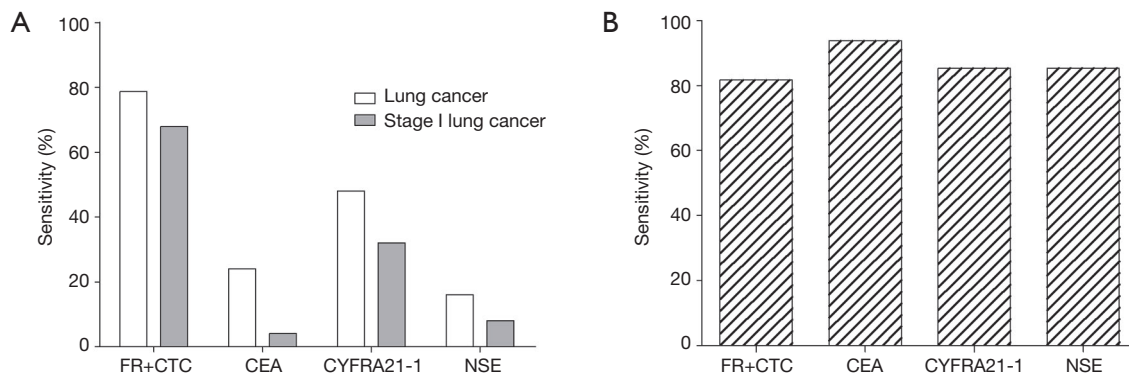 A
Sensitivity (%)
100
80
60
40
20
0
Lung cancer
Stage I lung cancer
FR+CTC CEA CYFRA21-1 NSE
B
Sensitivity (%)
100
80
60
40
20
0
FR+CTC CEA CYFRA21-1 NSE